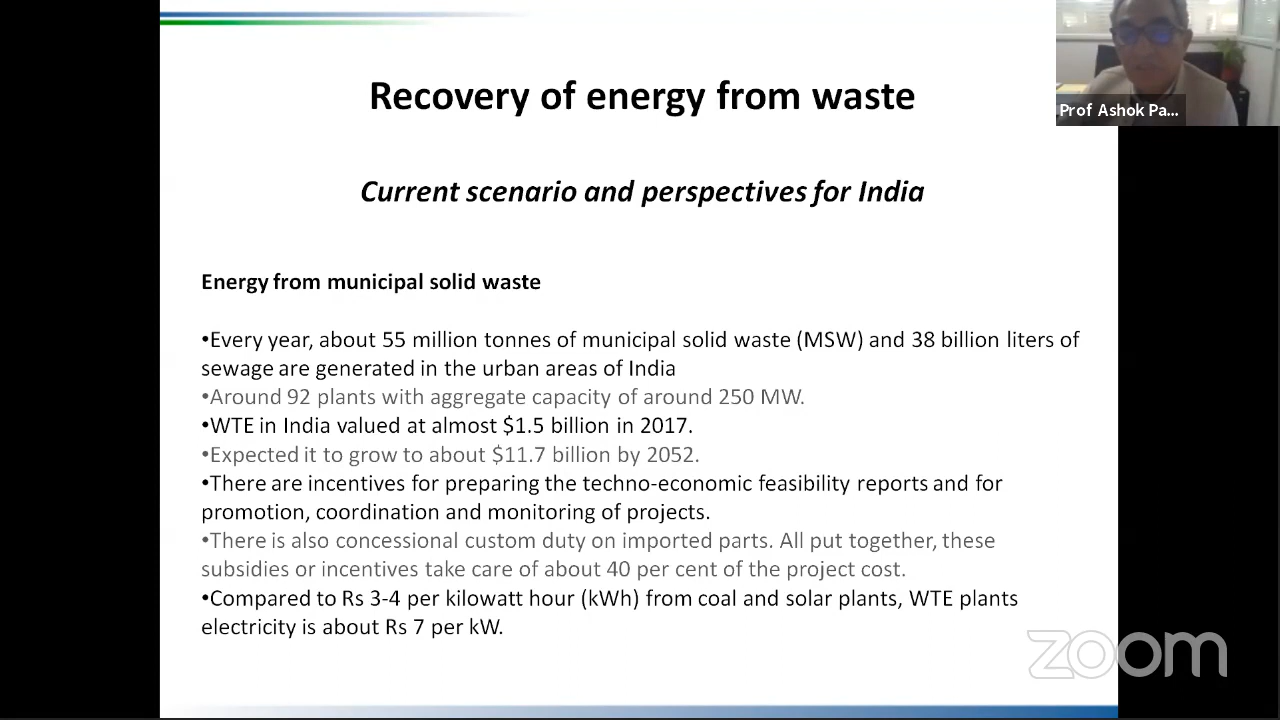 Recovery of energy from waste
Prof Ashok Pa...
Current scenario and perspectives for India
Energy from municipal solid waste
•Every year, about 55 million tonnes of municipal solid waste (MSW) and 38 billion liters of
sewage are generated in the urban areas of India
•Around 92 plants with aggregate capacity of around 250 MW.
•WTE in India valued at almost $1.5 billion in 2017.
•Expected it to grow to about $11.7 billion by 2052.
•There are incentives for preparing the techno-economic feasibility reports and for
promotion, coordination and monitoring of projects.
•There is also concessional custom duty on imported parts. All put together, these
subsidies or incentives take care of about 40 per cent of the project cost.
•Compared to Rs 3-4 per kilowatt hour (kWh) from coal and solar plants, WTE plants
electricity is about Rs 7 per kW.
zoom